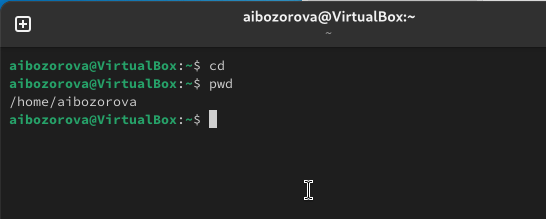 aibozorova@VirtualBox:~
~
aibozorova@VirtualBox:~$ cd
aibozorova@VirtualBox:~$ pwd
/home/aibozorova
aibozorova@VirtualBox:~$